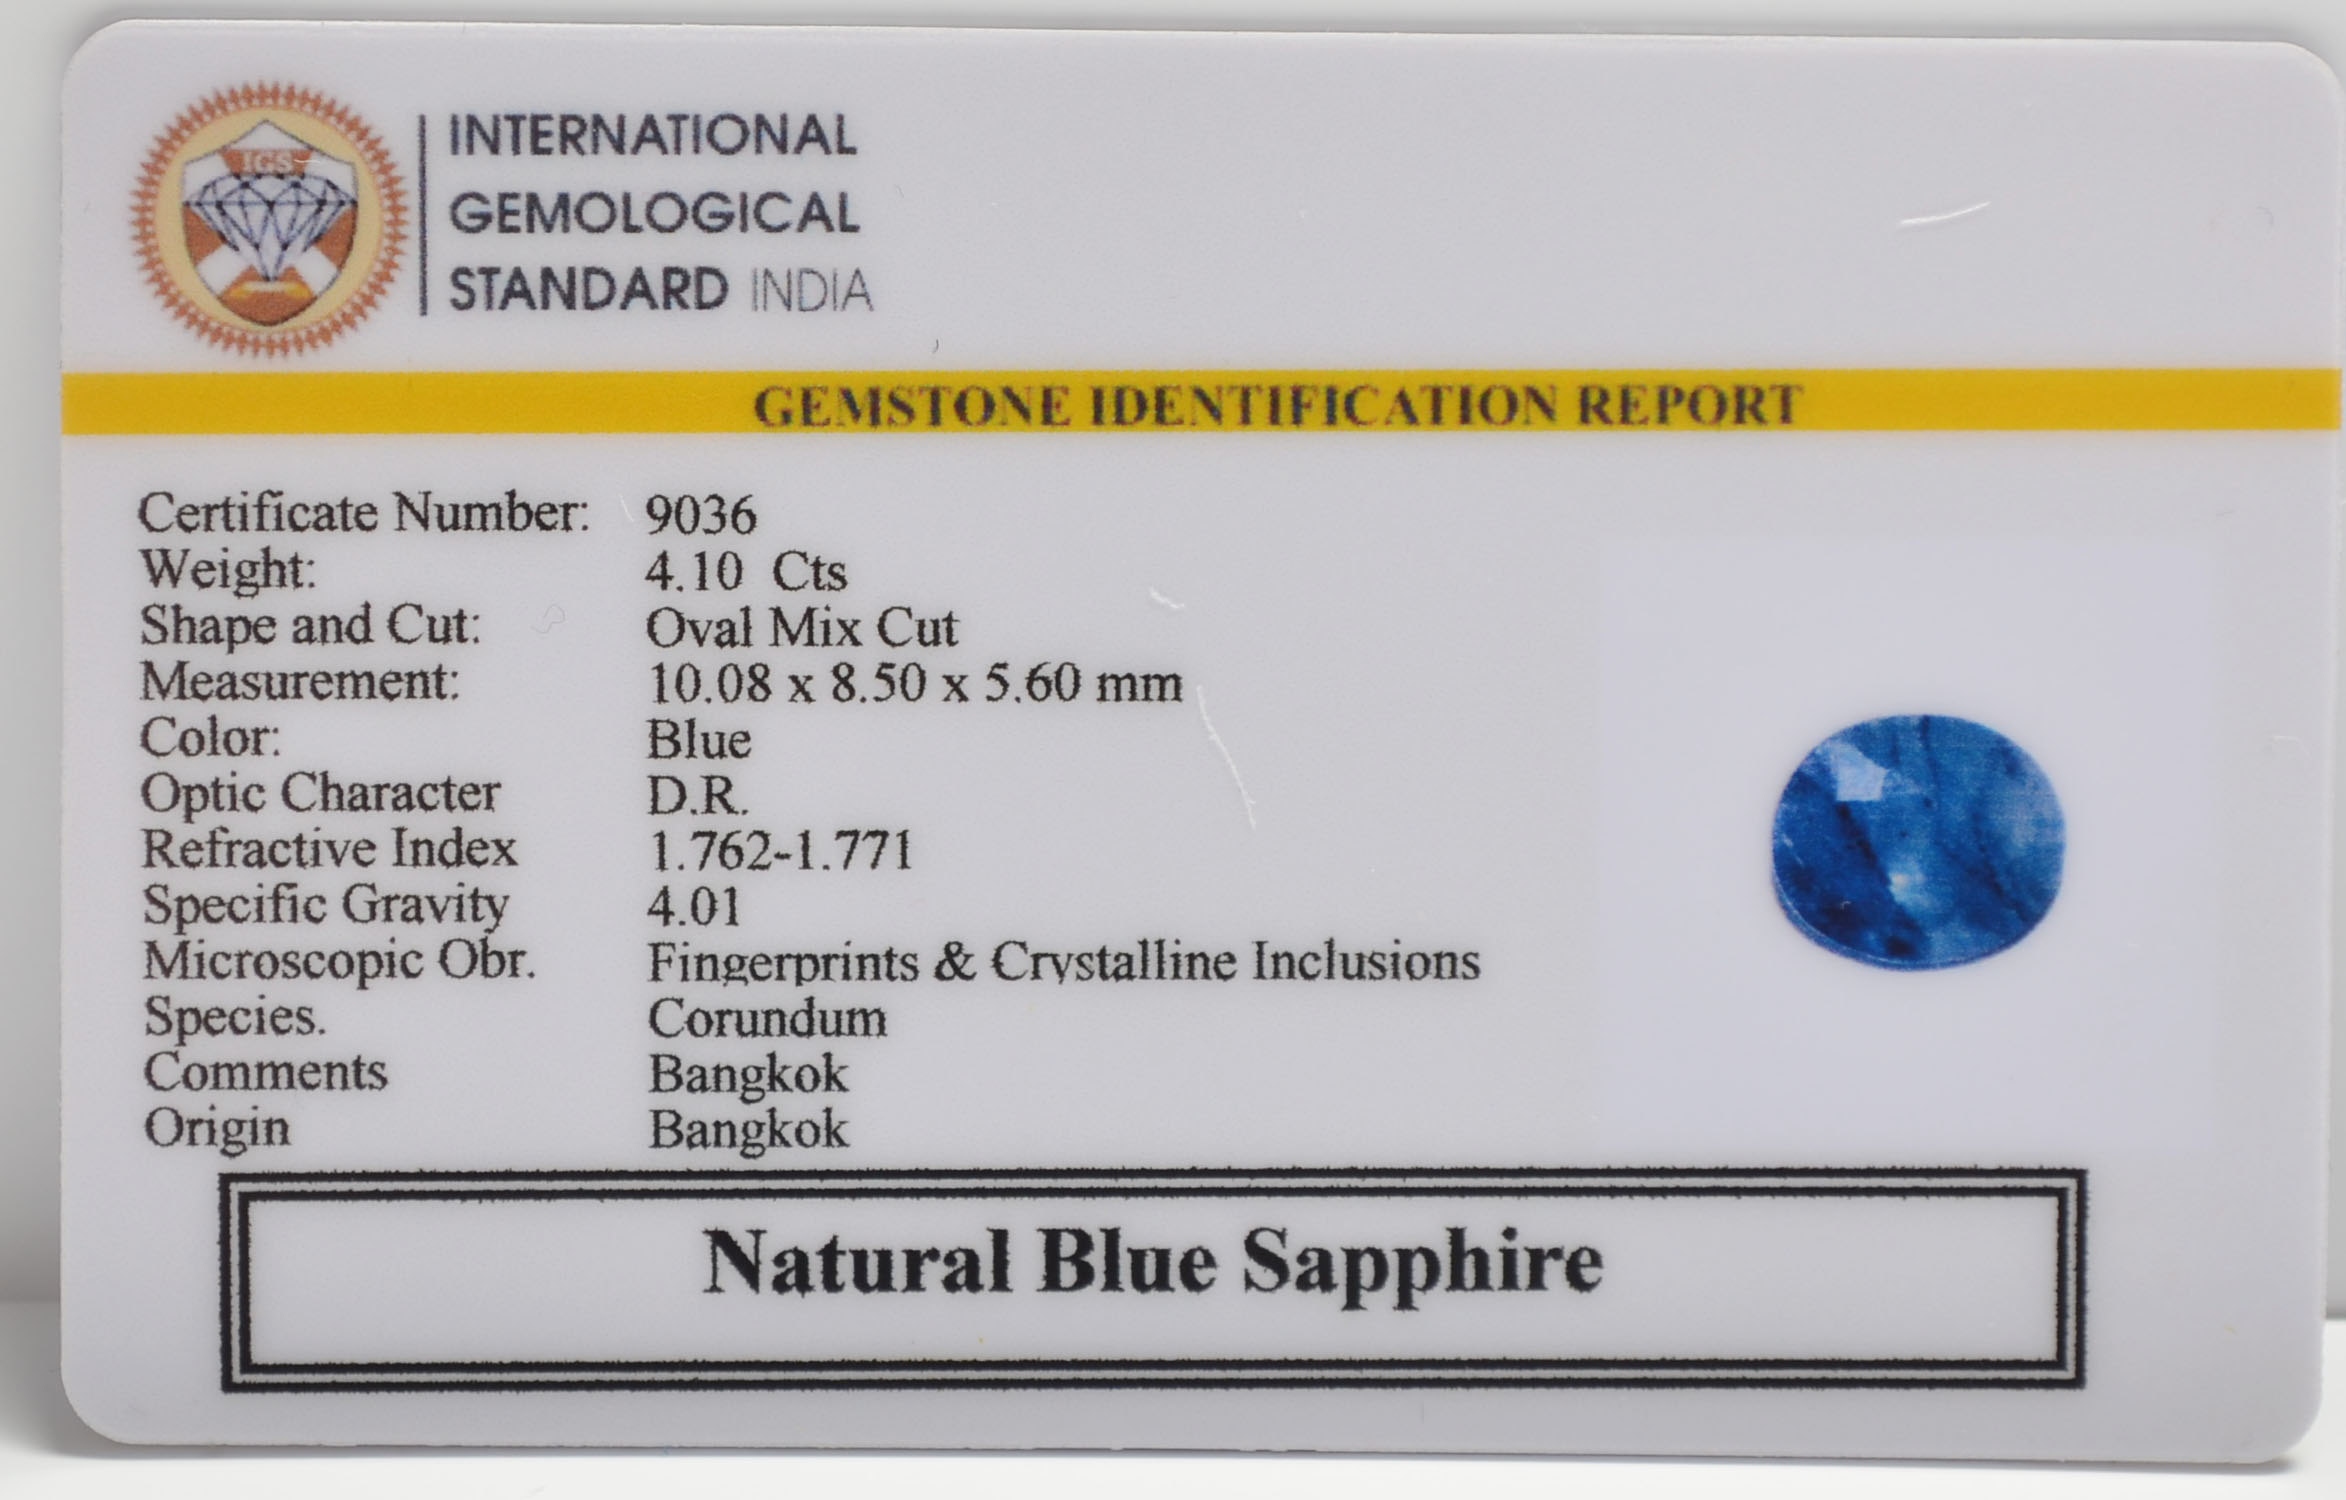 IGS
INTERNATIONAL
GEMOLOGICAL
STANDARD INDIA
GEMSTONE IDENTIFICATION REPORT
Certificate Number: 9036
Weight: 4.10 Cts
Shape and Cut: Oval Mix Cut
Measurement: 10.08 x 8.50 x 5.60 mm
Color: Blue
Optic Character D.R.
Refractive Index 1.762-1.771
Specific Gravity 4.01
Microscopic Obr. Fingerprints & Crystalline Inclusions
Species. Corundum
Comments Bangkok
Origin Bangkok
Natural Blue Sapphire